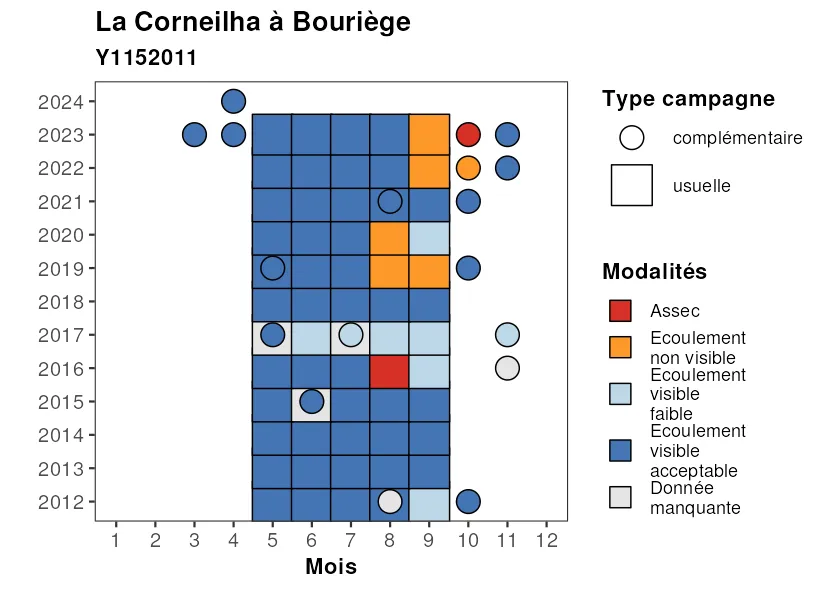 La Corneilha à Bouriège
Y1152011
2024
2023
2022
2021
2020
2019
2018
2017
2016
2015
2014
2013
2012
1 2 3 4 5 6 7 8 9 10 11 12
Mois
Type campagne
complémentaire
usuelle
Modalités
Assec
Ecoulement
non visible
Ecoulement
visible
faible
Ecoulement
visible
acceptable
Donnée
manquante